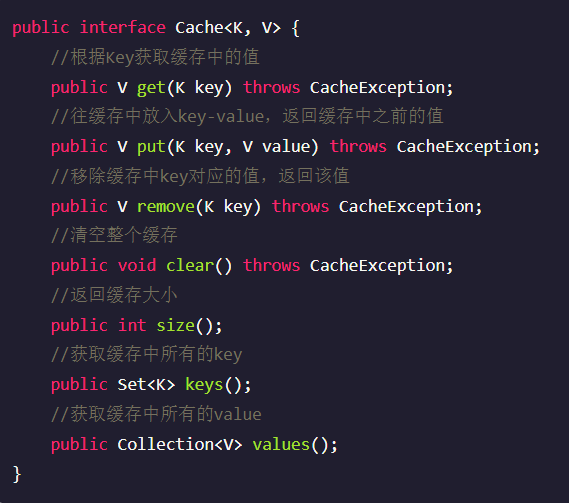 public interface Cache<K, V> {
//根据Key获取缓存中的值
public V get(K key) throws CacheException;
//往缓存中放入key-value，返回缓存中之前的值
public V put(K key, V value) throws CacheException;
//移除缓存中key对应的值，返回该值
public V remove(K key) throws CacheException;
//清空整个缓存
public void clear() throws CacheException;
//返回缓存大小
public int size();
//获取缓存中所有的key
public Set<K> keys();
//获取缓存中所有的value
public Collection<V> values();
}